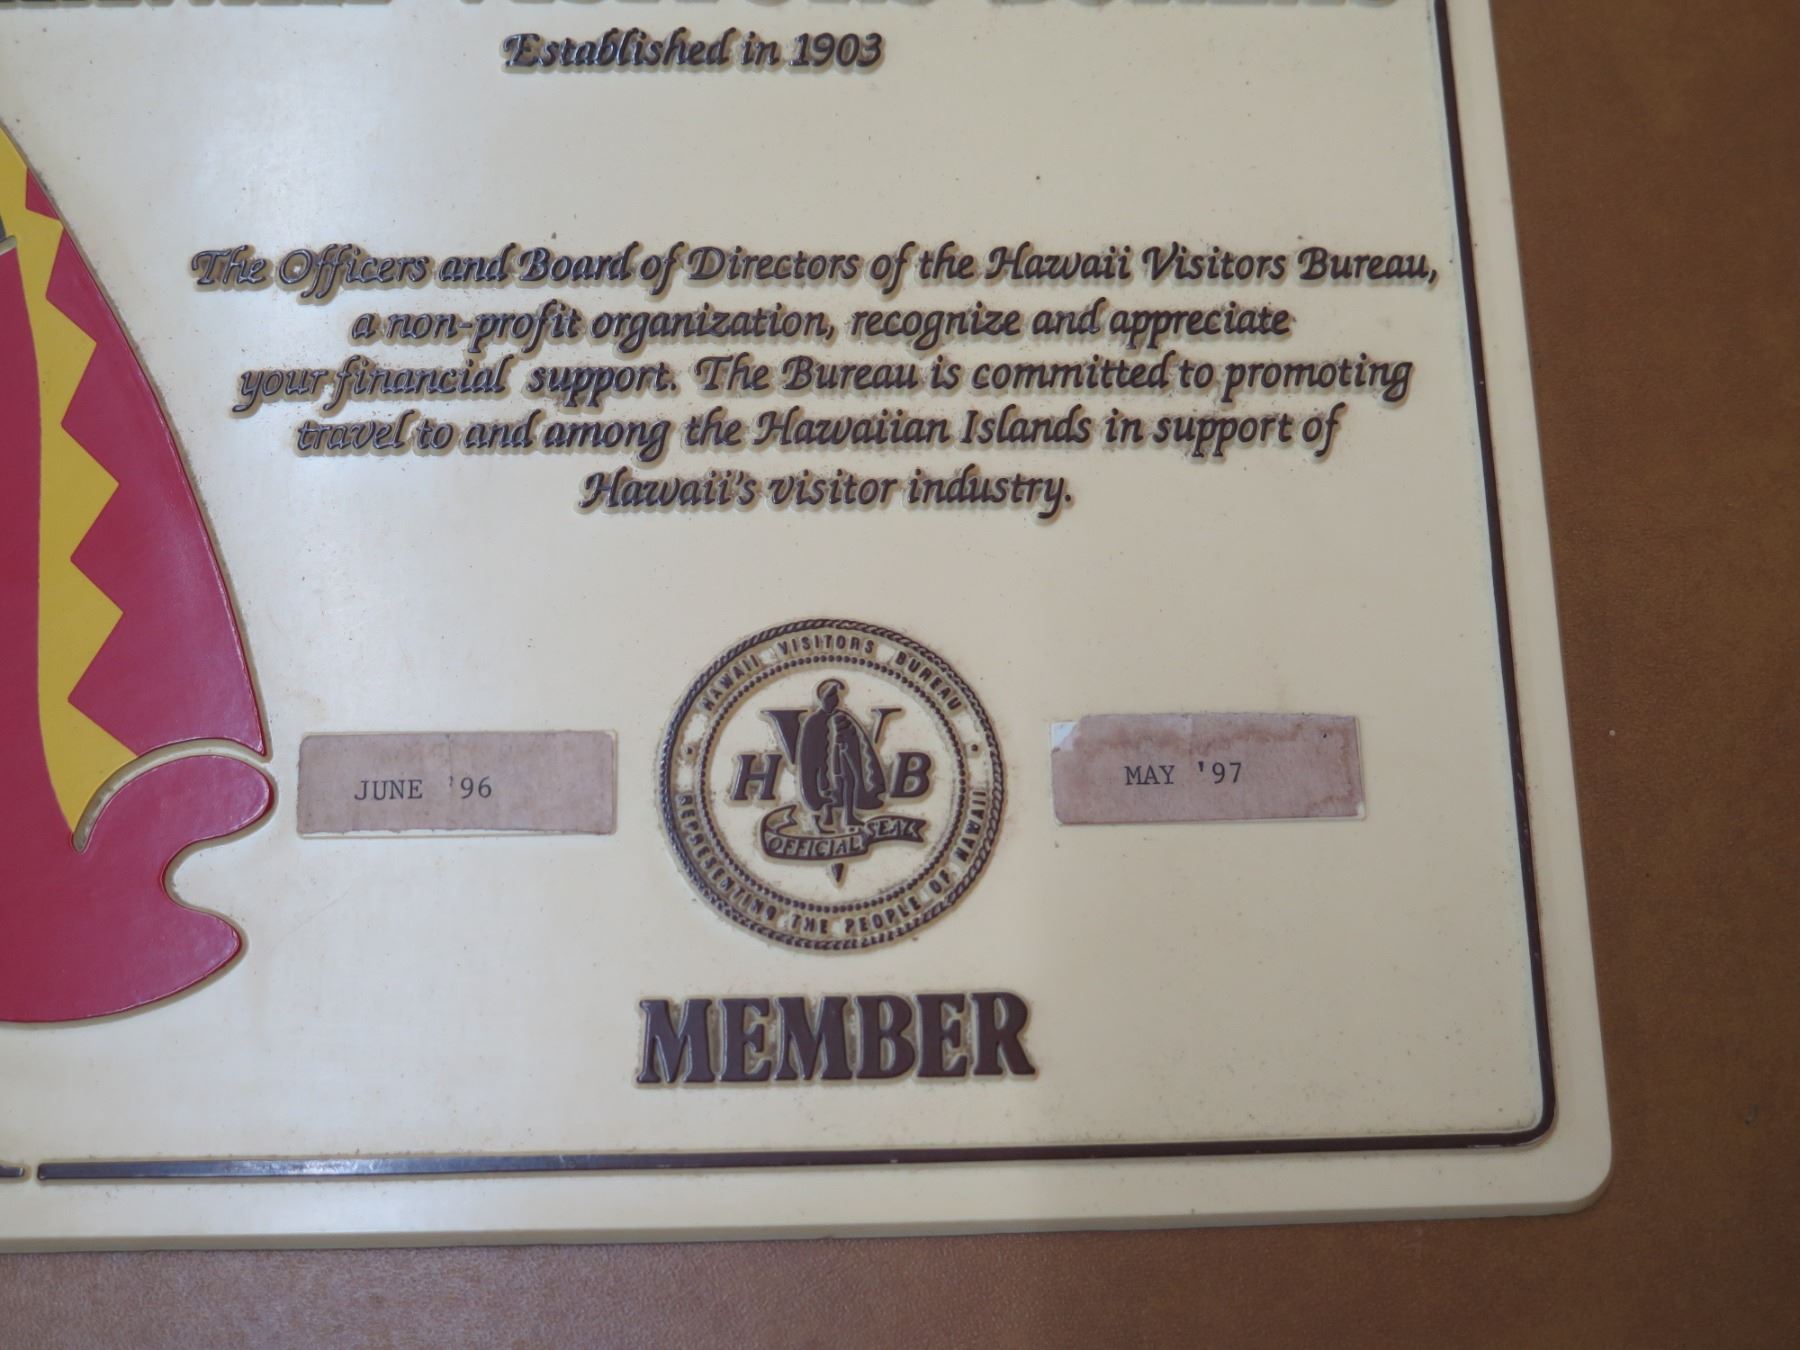 Established in 1903
The Officers and Board of Directors of the Hawaii Visitors Bureau,
a non-profit organization, recognize and appreciate
your financial support. The Bureau is committed to promoting
travel to and among the Hawaiian Islands in support of
Hawaii's visitor industry.
HAWAII VISITORS BUREAU
H V B
OFFICIAL SEAL
REPRESENTING THE PEOPLE OF HAWAII
JUNE '96
MAY '97
MEMBER